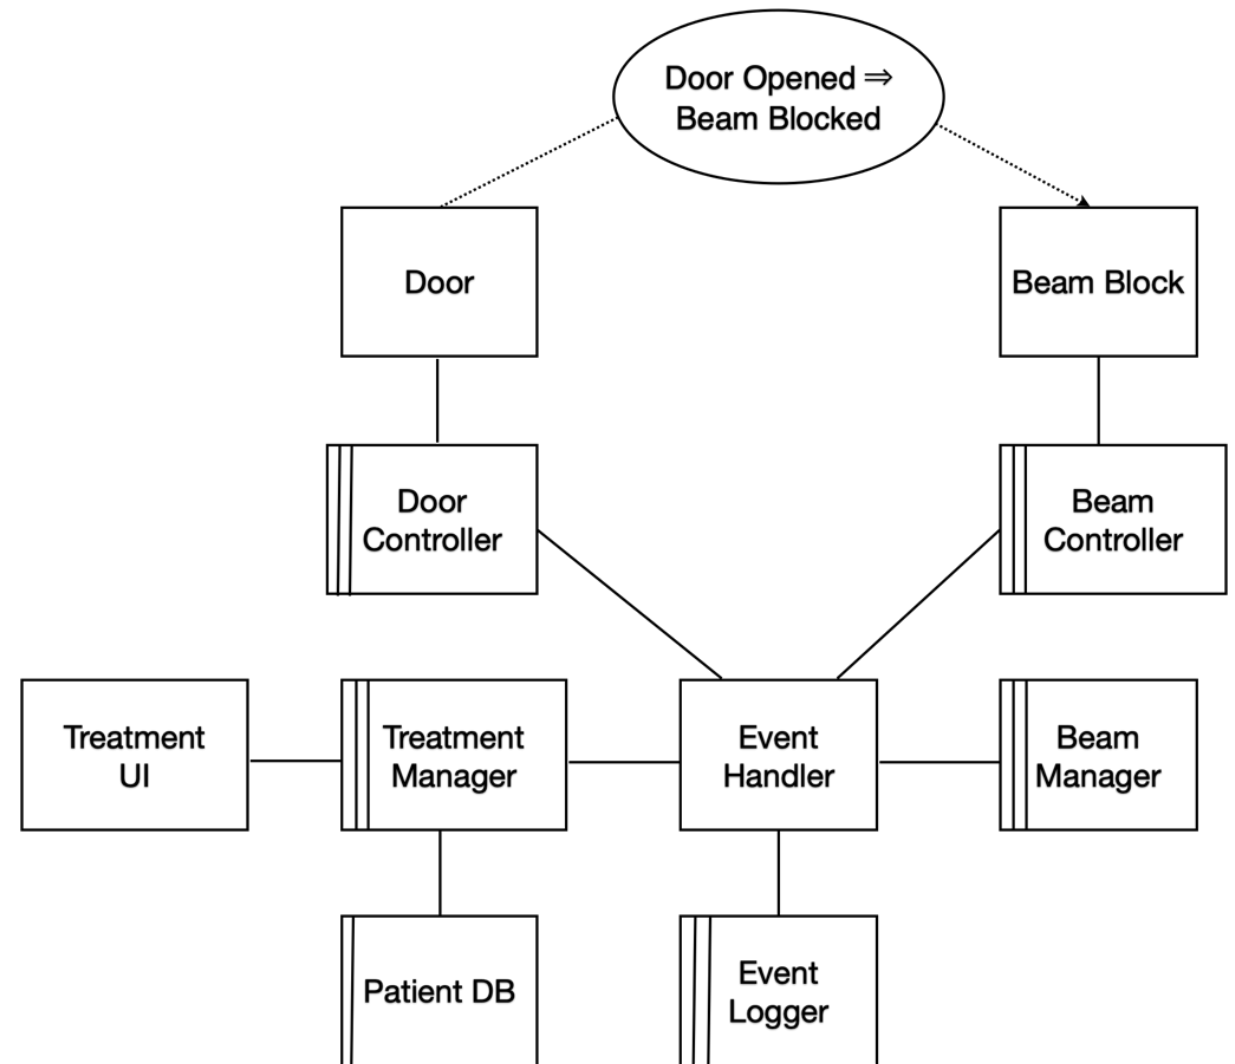 Door Opened ⇒
Beam Blocked
Door
Beam Block
Door
Controller
Beam
Controller
Treatment
UI
Treatment
Manager
Event
Handler
Beam
Manager
Patient DB
Event
Logger